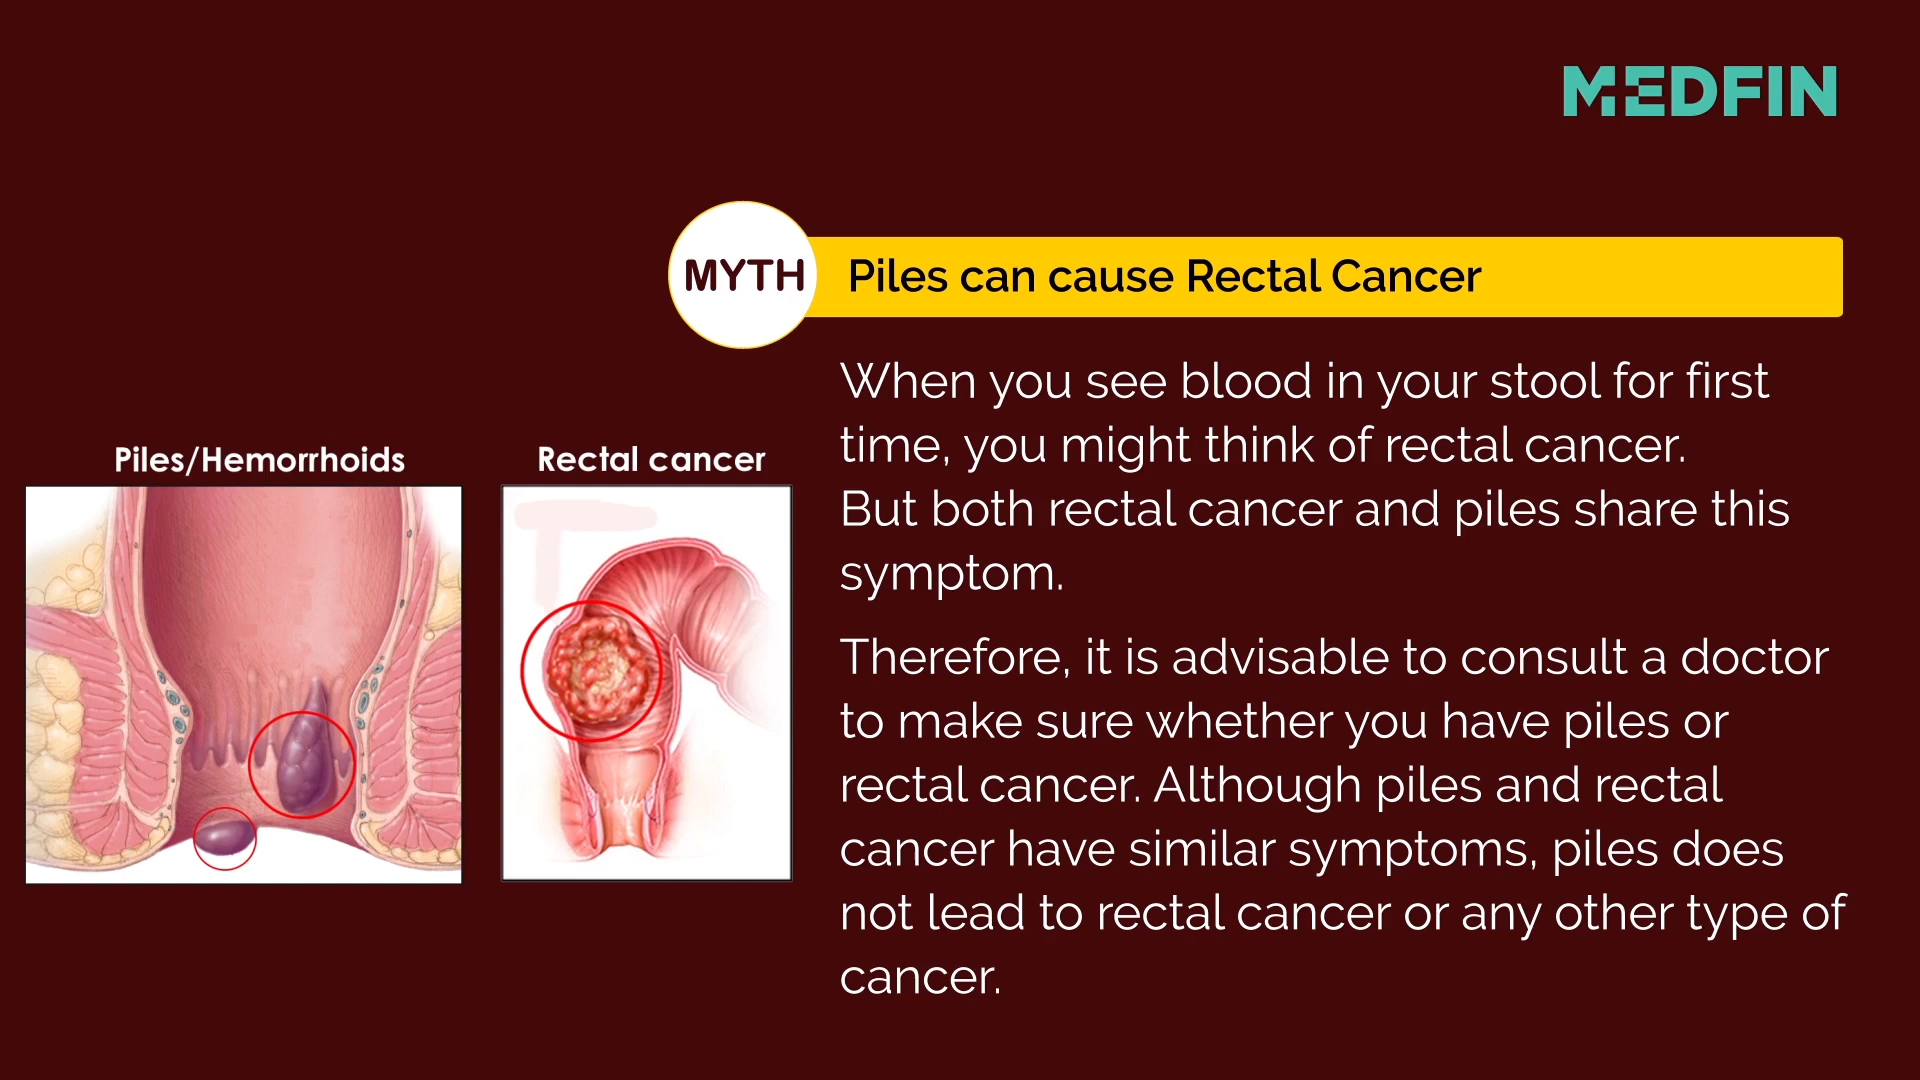 MEDFIN
MYTH
Piles can cause Rectal Cancer
When you see blood in your stool for first
time, you might think of rectal cancer.
But both rectal cancer and piles share this
symptom.
Therefore, it is advisable to consult a doctor
to make sure whether you have piles or
rectal cancer. Although piles and rectal
cancer have similar symptoms, piles does
not lead to rectal cancer or any other type of
cancer.
Piles/Hemorrhoids
Rectal cancer